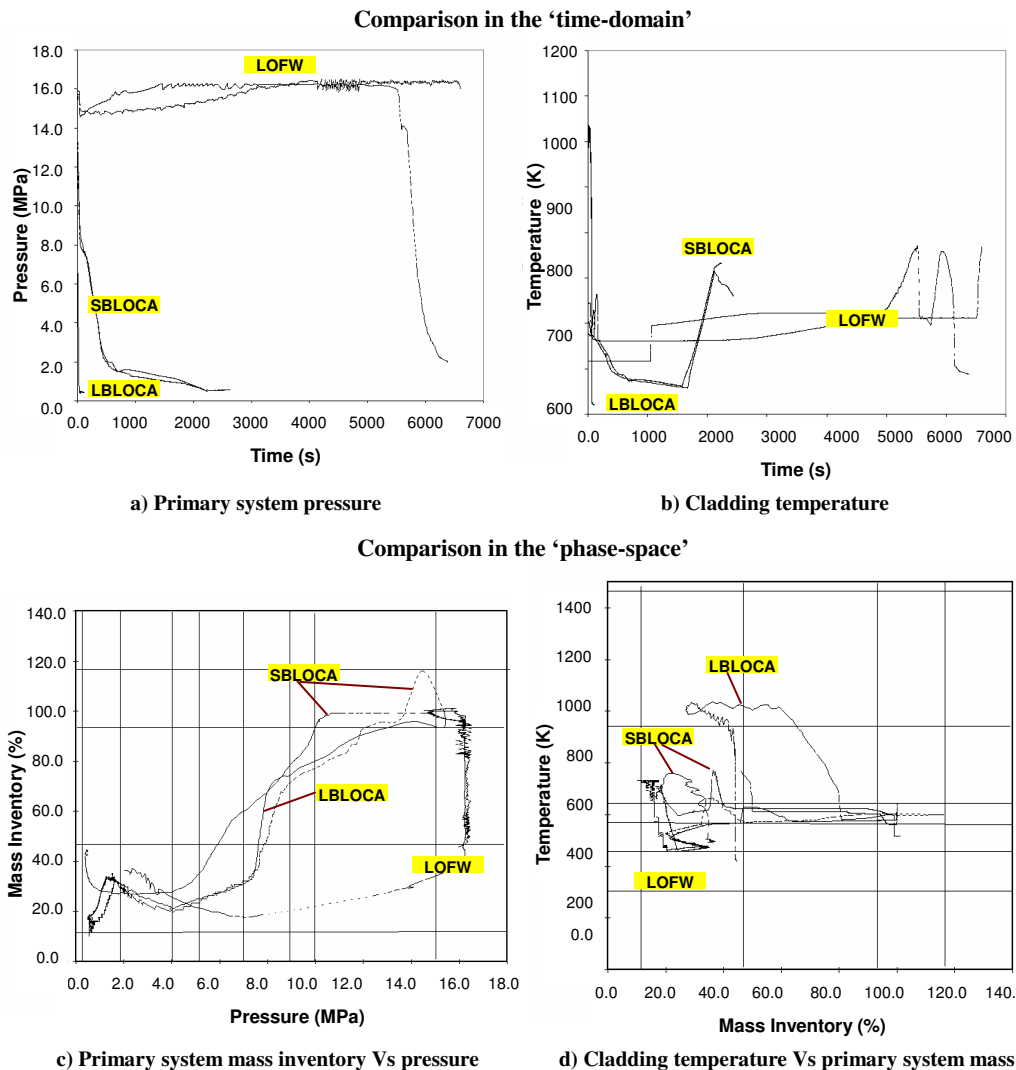 Comparison in the ‘time-domain’
18.0
16.0
14.0
12.0
10.0
8.0
6.0
4.0
2.0
0.0
Pressure (MPa)
LOFW
SBLOCA
LBLOCA
0.0 1000 2000 3000 4000 5000 6000 7000
Time (s)
a) Primary system pressure
1200
1100
1000
900
800
700
600
Temperature (K)
SBLOCA
LOFW
LBLOCA
0.0 1000 2000 3000 4000 5000 6000 7000
Time (s)
b) Cladding temperature
Comparison in the ‘phase-space’
140.0
120.0
100.0
80.0
60.0
40.0
20.0
0.0
Mass Inventory (%)
SBLOCA
LBLOCA
LOFW
0.0 2.0 4.0 6.0 8.0 10.0 12.0 14.0 16.0 18.0
Pressure (MPa)
c) Primary system mass inventory Vs pressure
1400
1200
1000
800
600
400
200
0.0
Temperature (K)
LBLOCA
SBLOCA
LOFW
0.0 20.0 40.0 60.0 80.0 100.0 120.0 140.
Mass Inventory (%)
d) Cladding temperature Vs primary system mass